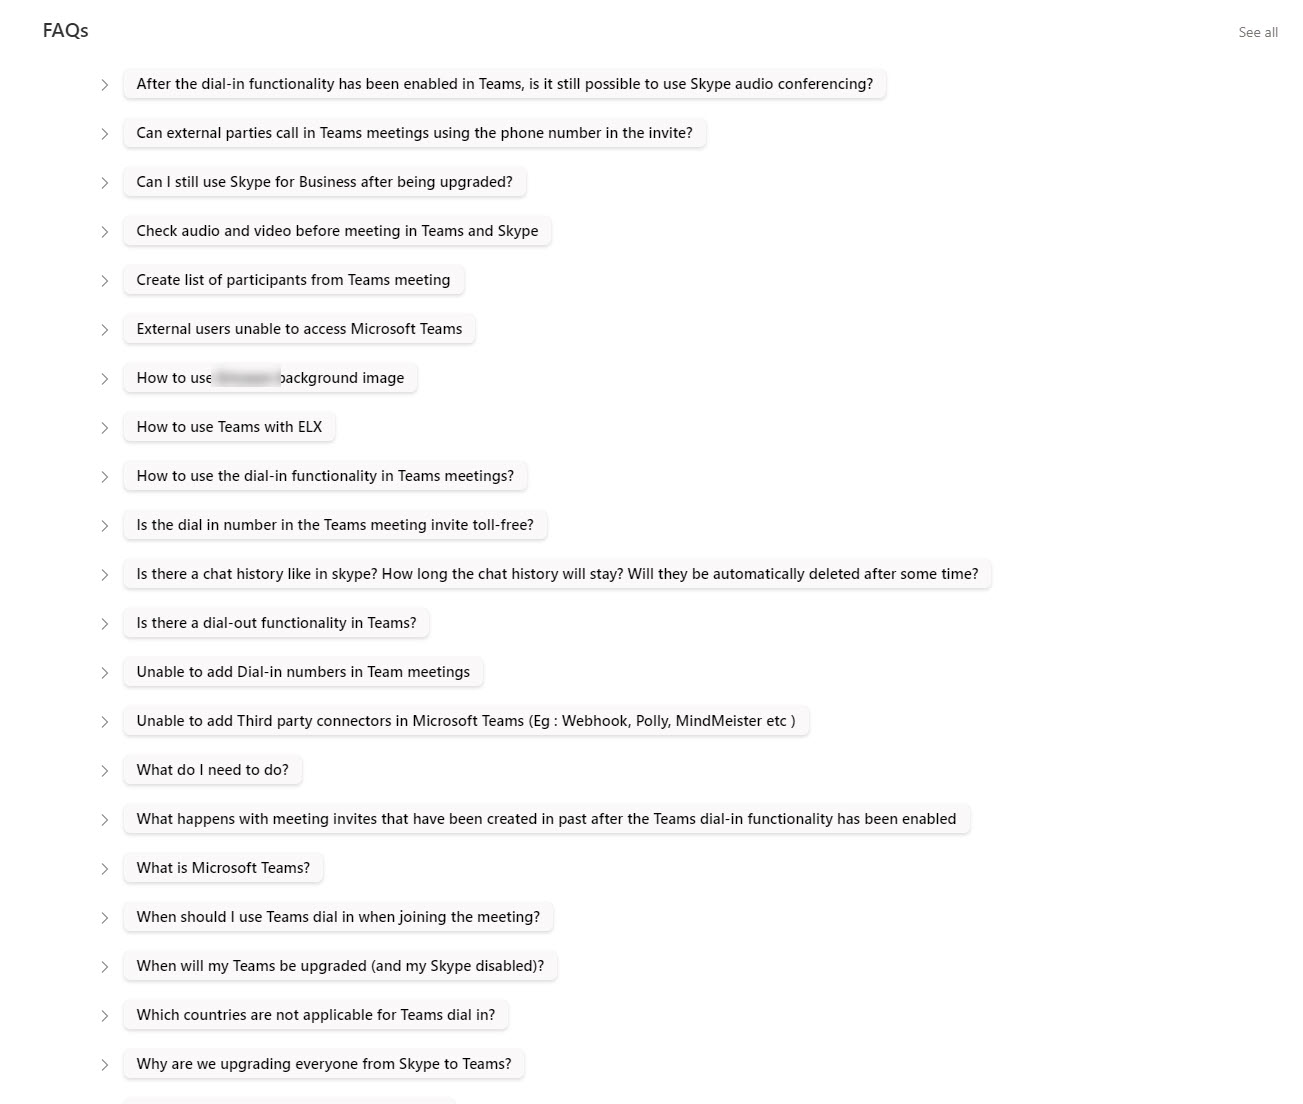 FAQs
See all
After the dial-in functionality has been enabled in Teams, is it still possible to use Skype audio conferencing?
Can external parties call in Teams meetings using the phone number in the invite?
Can I still use Skype for Business after being upgraded?
Check audio and video before meeting in Teams and Skype
Create list of participants from Teams meeting
External users unable to access Microsoft Teams
How to use background image
How to use Teams with ELX
How to use the dial-in functionality in Teams meetings?
Is the dial in number in the Teams meeting invite toll-free?
Is there a chat history like in skype? How long the chat history will stay? Will they be automatically deleted after some time?
Is there a dial-out functionality in Teams?
Unable to add Dial-in numbers in Team meetings
Unable to add Third party connectors in Microsoft Teams (Eg : Webhook, Polly, MindMeister etc )
What do I need to do?
What happens with meeting invites that have been created in past after the Teams dial-in functionality has been enabled
What is Microsoft Teams?
When should I use Teams dial in when joining the meeting?
When will my Teams be upgraded (and my Skype disabled)?
Which countries are not applicable for Teams dial in?
Why are we upgrading everyone from Skype to Teams?